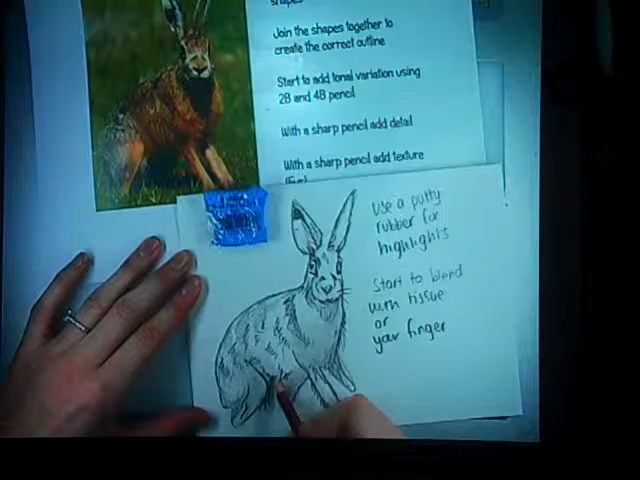 shapes
Join the shapes together to
create the correct outline
Start to add tonal variation using
2B and 4B pencil
With a sharp pencil add detail
With a sharp pencil add texture
(fur)
use a putty
rubber for
highlights
Start to blend
with tissue
or
your finger